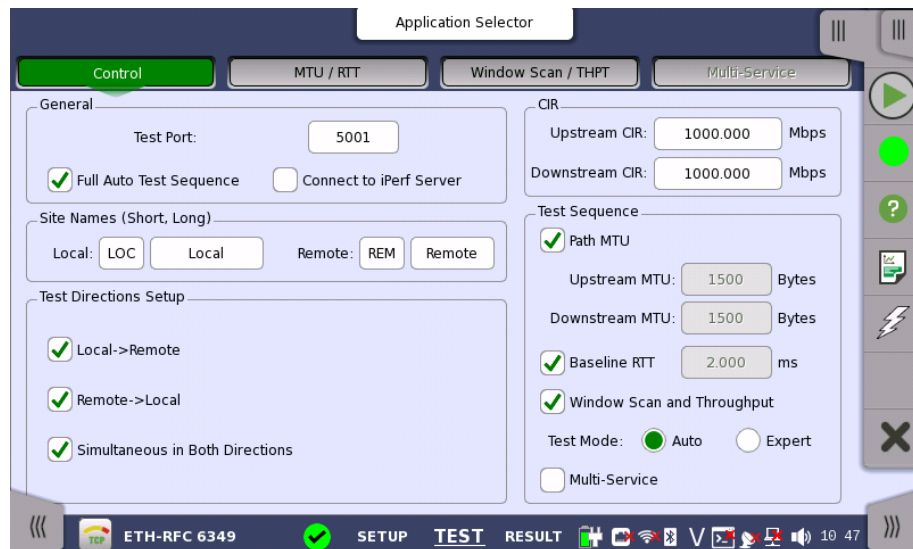 Application Selector
Control
MTU / RTT
Window Scan / THPT
Multi-Service
General
Test Port:
5001
Full Auto Test Sequence
Connect to iPerf Server
Site Names (Short, Long)
Local:
LOC
Local
Remote:
REM
Remote
Test Directions Setup
Local->Remote
Remote->Local
Simultaneous in Both Directions
CIR
Upstream CIR:
1000.000
Mbps
Downstream CIR:
1000.000
Mbps
Test Sequence
Path MTU
Upstream MTU:
1500
Bytes
Downstream MTU:
1500
Bytes
Baseline RTT
2.000
ms
Window Scan and Throughput
Test Mode:
Auto
Expert
Multi-Service
TCP
ETH-RFC 6349
SETUP
TEST
RESULT
V
10 47